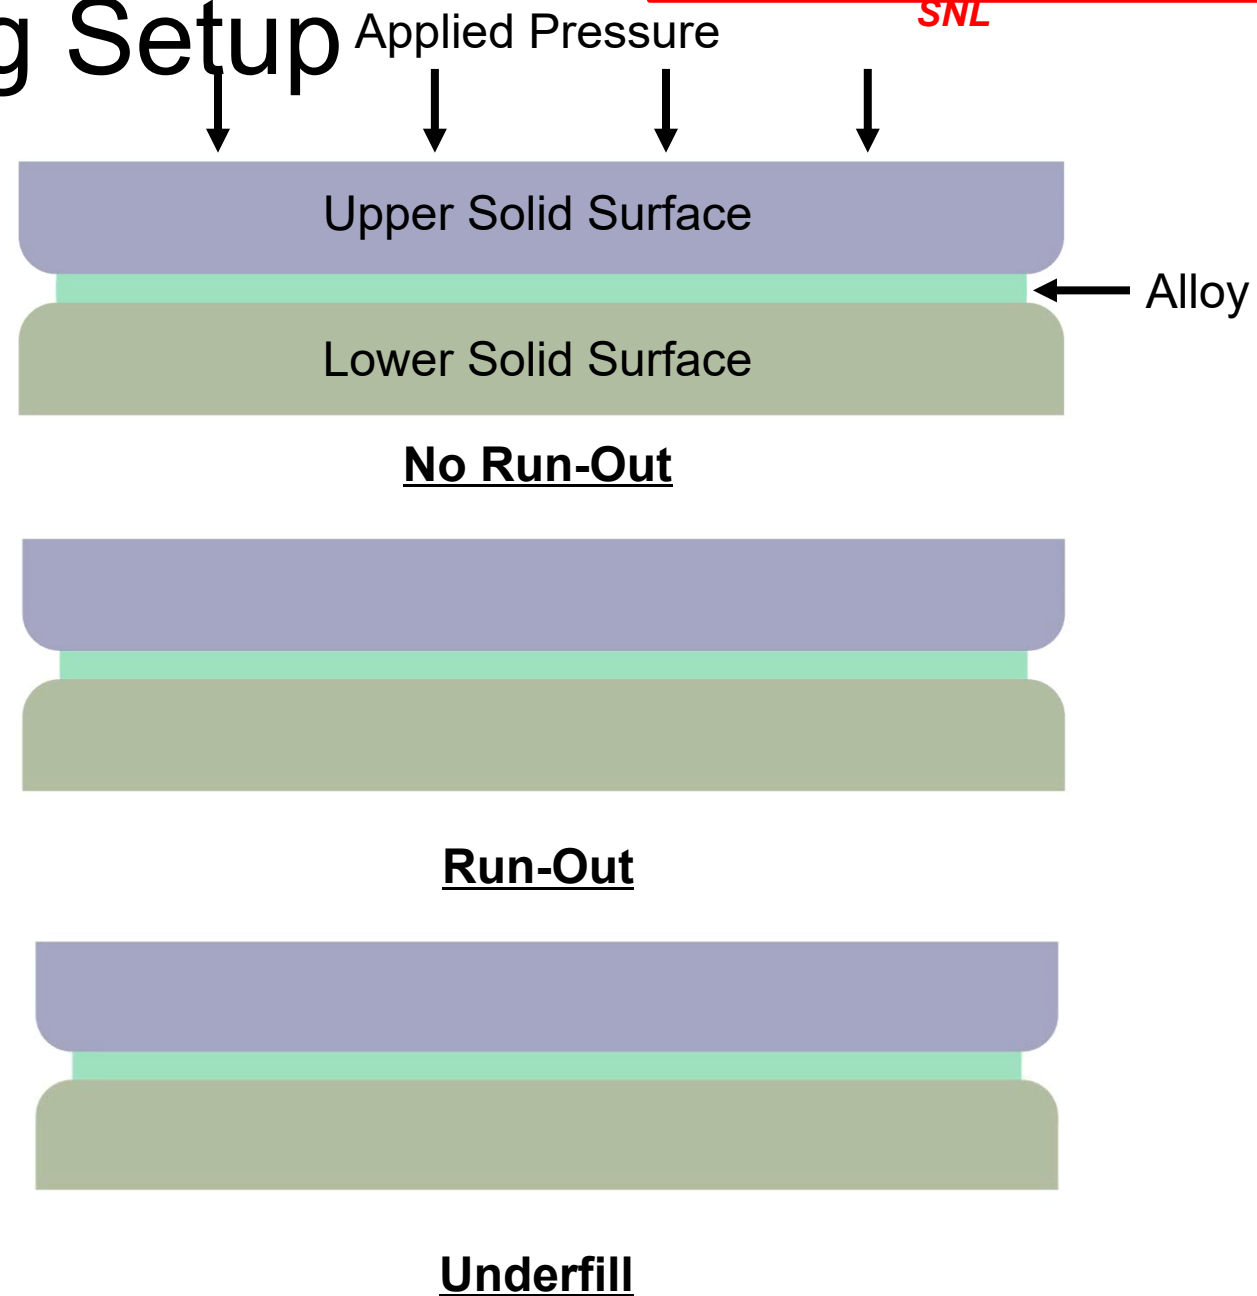 SNL
g Setup
Applied Pressure
Upper Solid Surface
Alloy
Lower Solid Surface
No Run-Out
Run-Out
Underfill